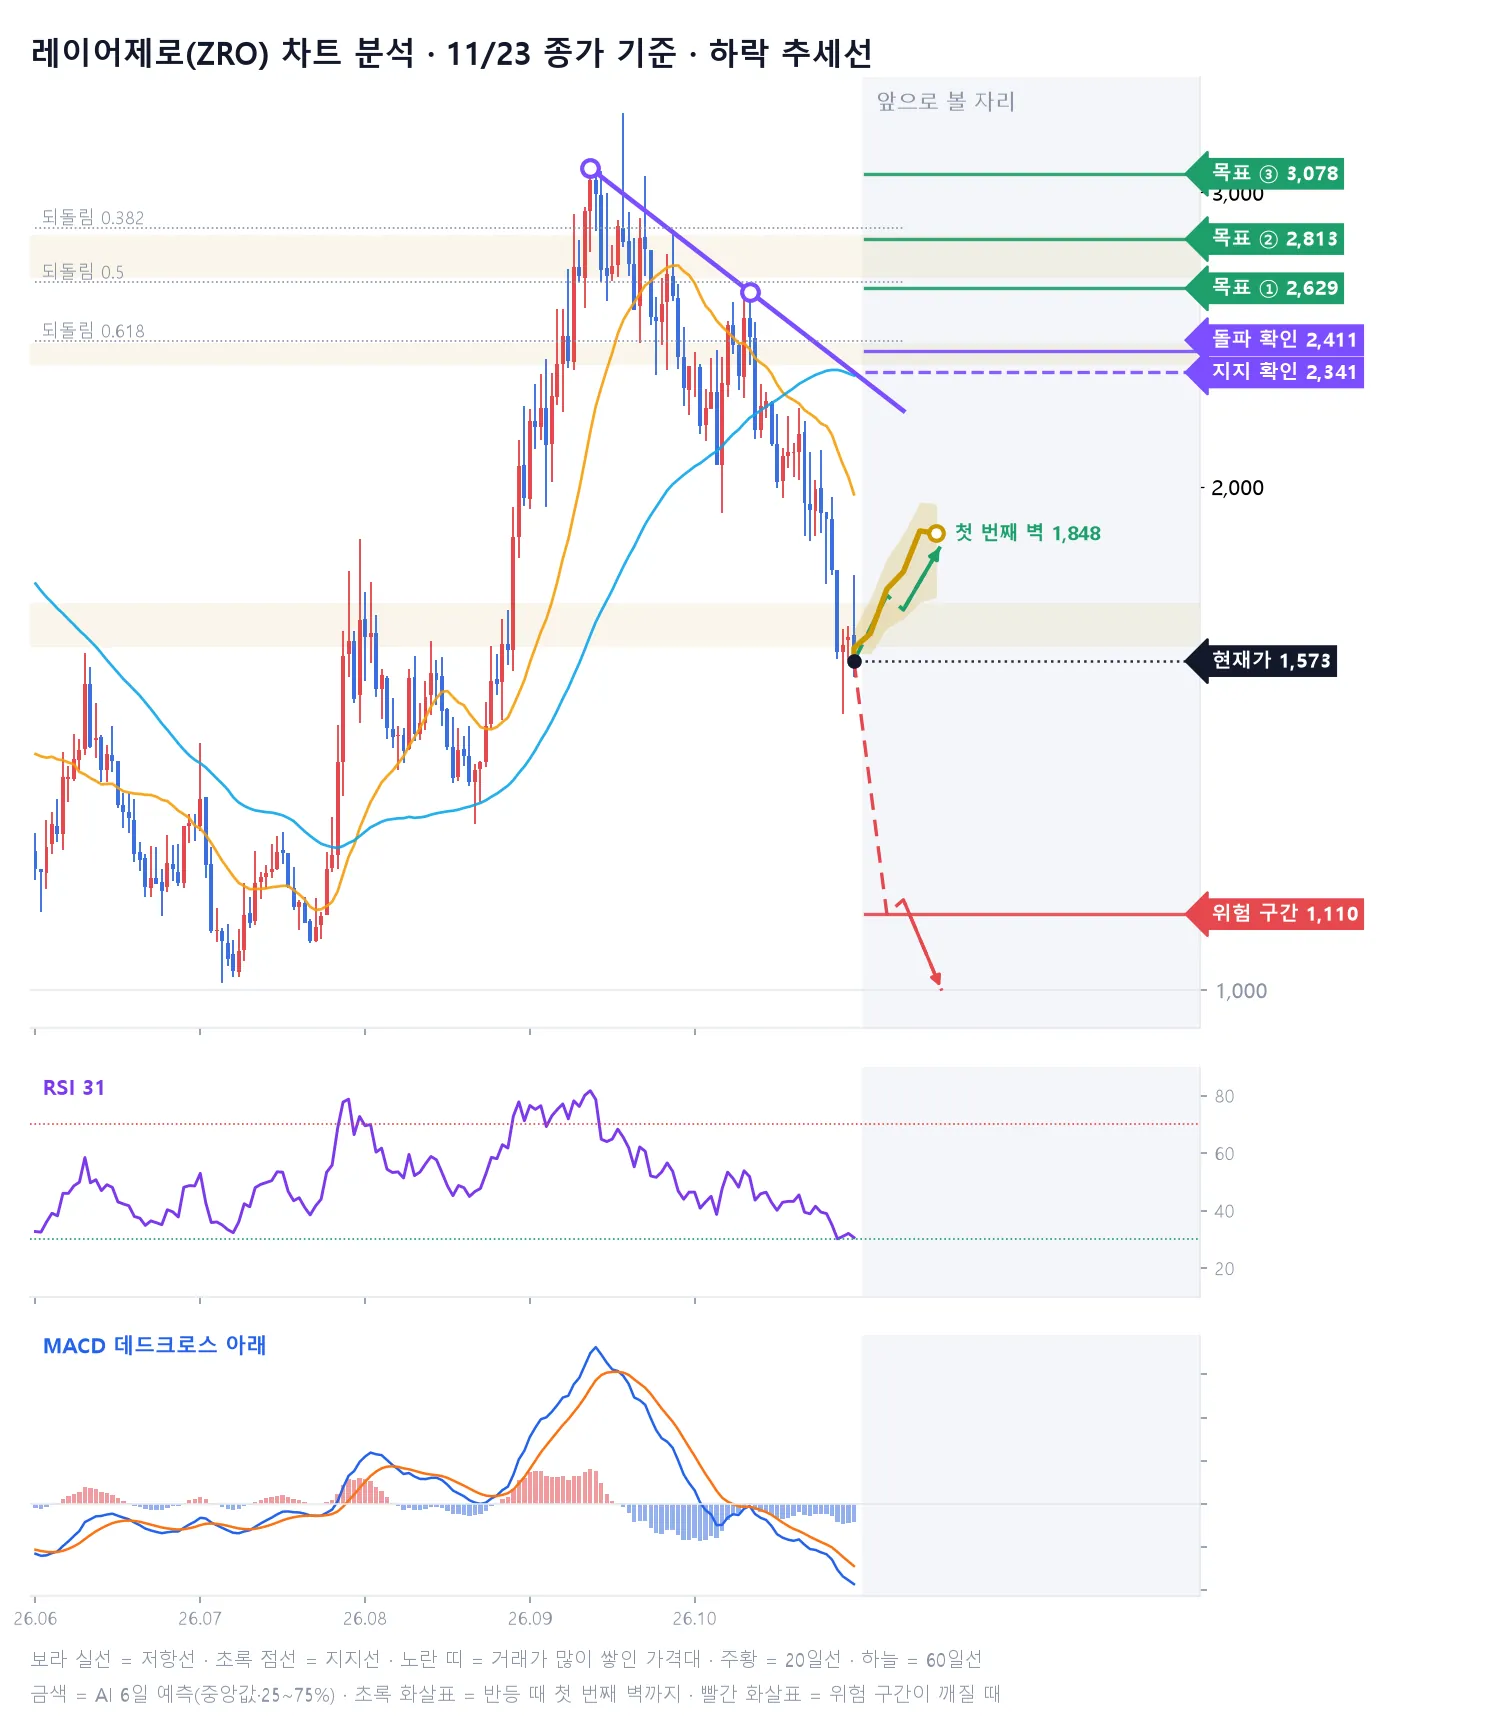 레이어제로(ZRO) 차트 분석 · 11/23 종가 기준 · 하락 추세선
앞으로 볼 자리
목표 ③ 3,078
3,000
되돌림 0.382
목표 ② 2,813
되돌림 0.5
목표 ① 2,629
되돌림 0.618
돌파 확인 2,411
지지 확인 2,341
2,000
첫 번째 벽 1,848
현재가 1,573
위험 구간 1,110
1,000
RSI 31
80
60
40
20
MACD 데드크로스 아래
26.06 26.07 26.08 26.09 26.10
보라 실선 = 저항선 · 초록 점선 = 지지선 · 노란 띠 = 거래가 많이 쌓인 가격대 · 주황 = 20일선 · 하늘 = 60일선
금색 = AI 6일 예측(중앙값·25~75%) · 초록 화살표 = 반등 때 첫 번째 벽까지 · 빨간 화살표 = 위험 구간이 깨질 때